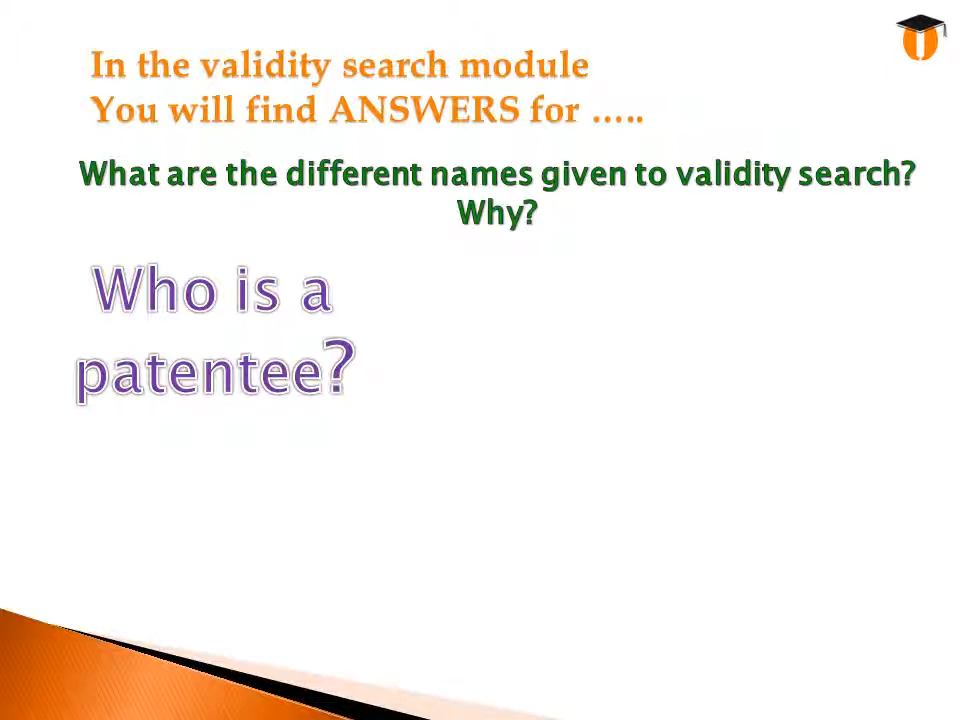 In the validity search module
You will find ANSWERS for .....
What are the different names given to validity search?
Why?
Who is a
patentee?